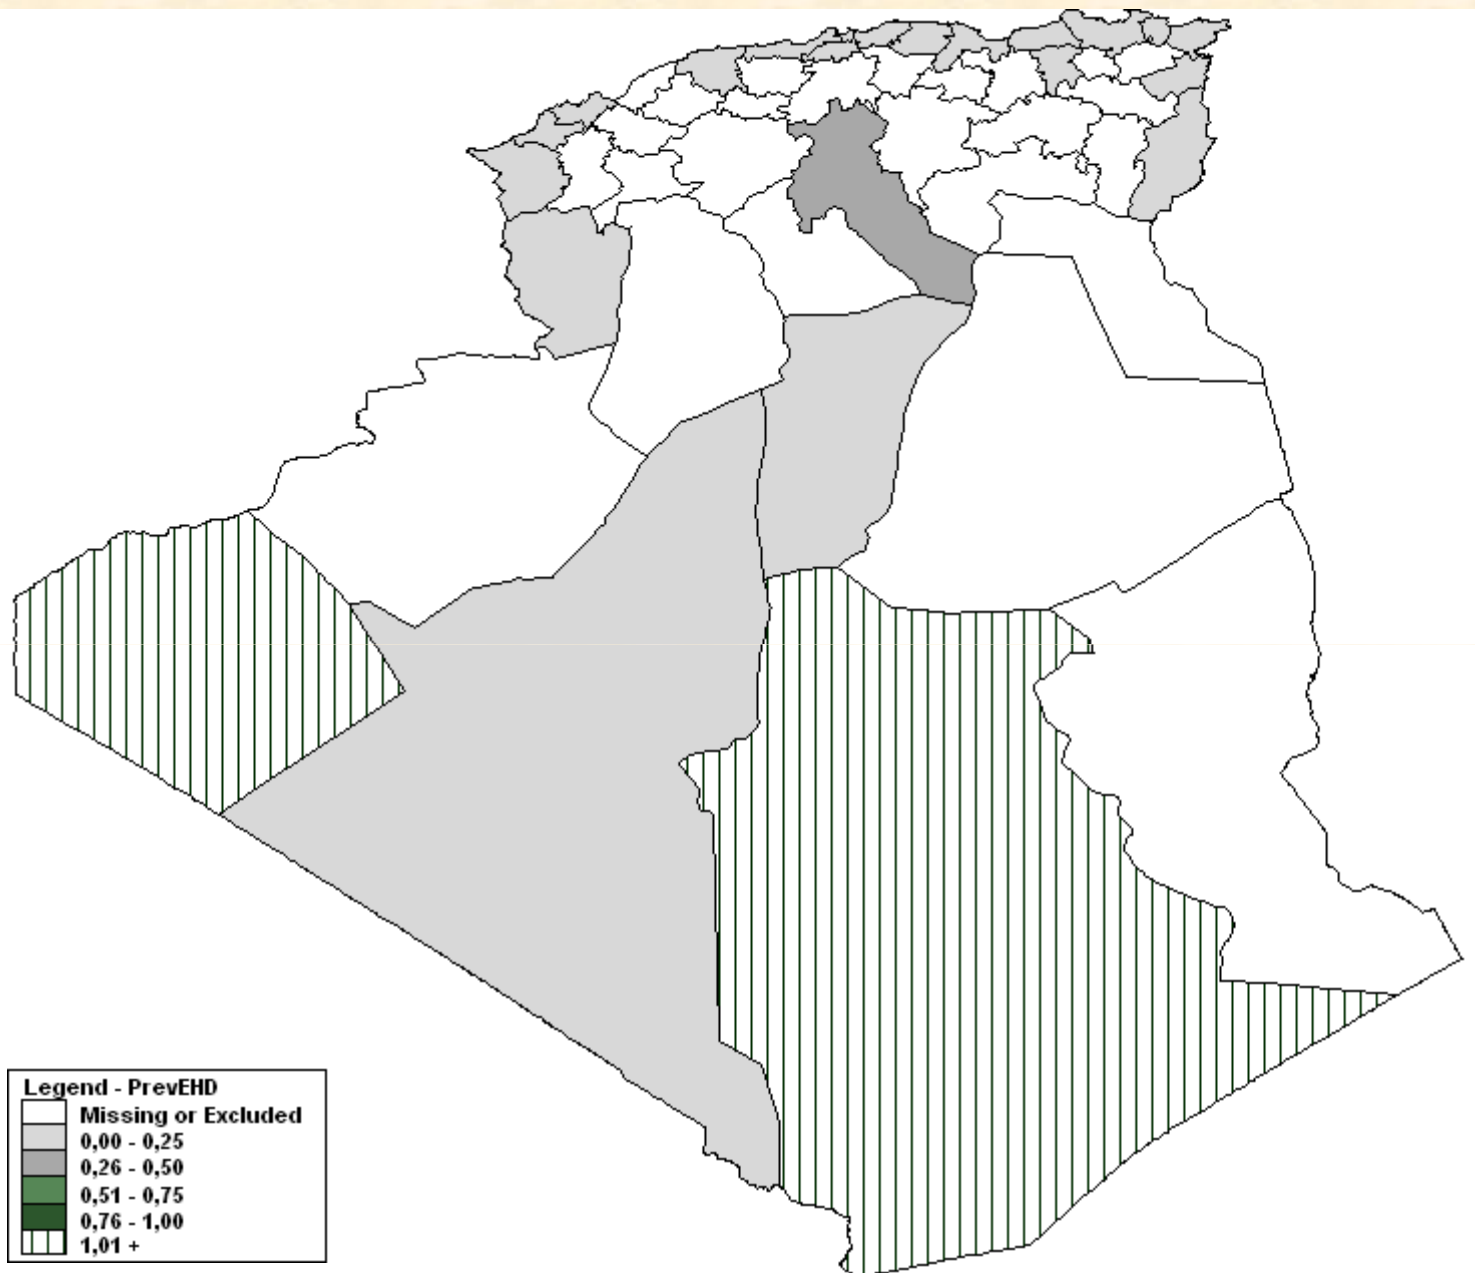 Legend - PrevEHD
Missing or Excluded
0,00 - 0,25
0,26 - 0,50
0,51 - 0,75
0,76 - 1,00
1,01 +